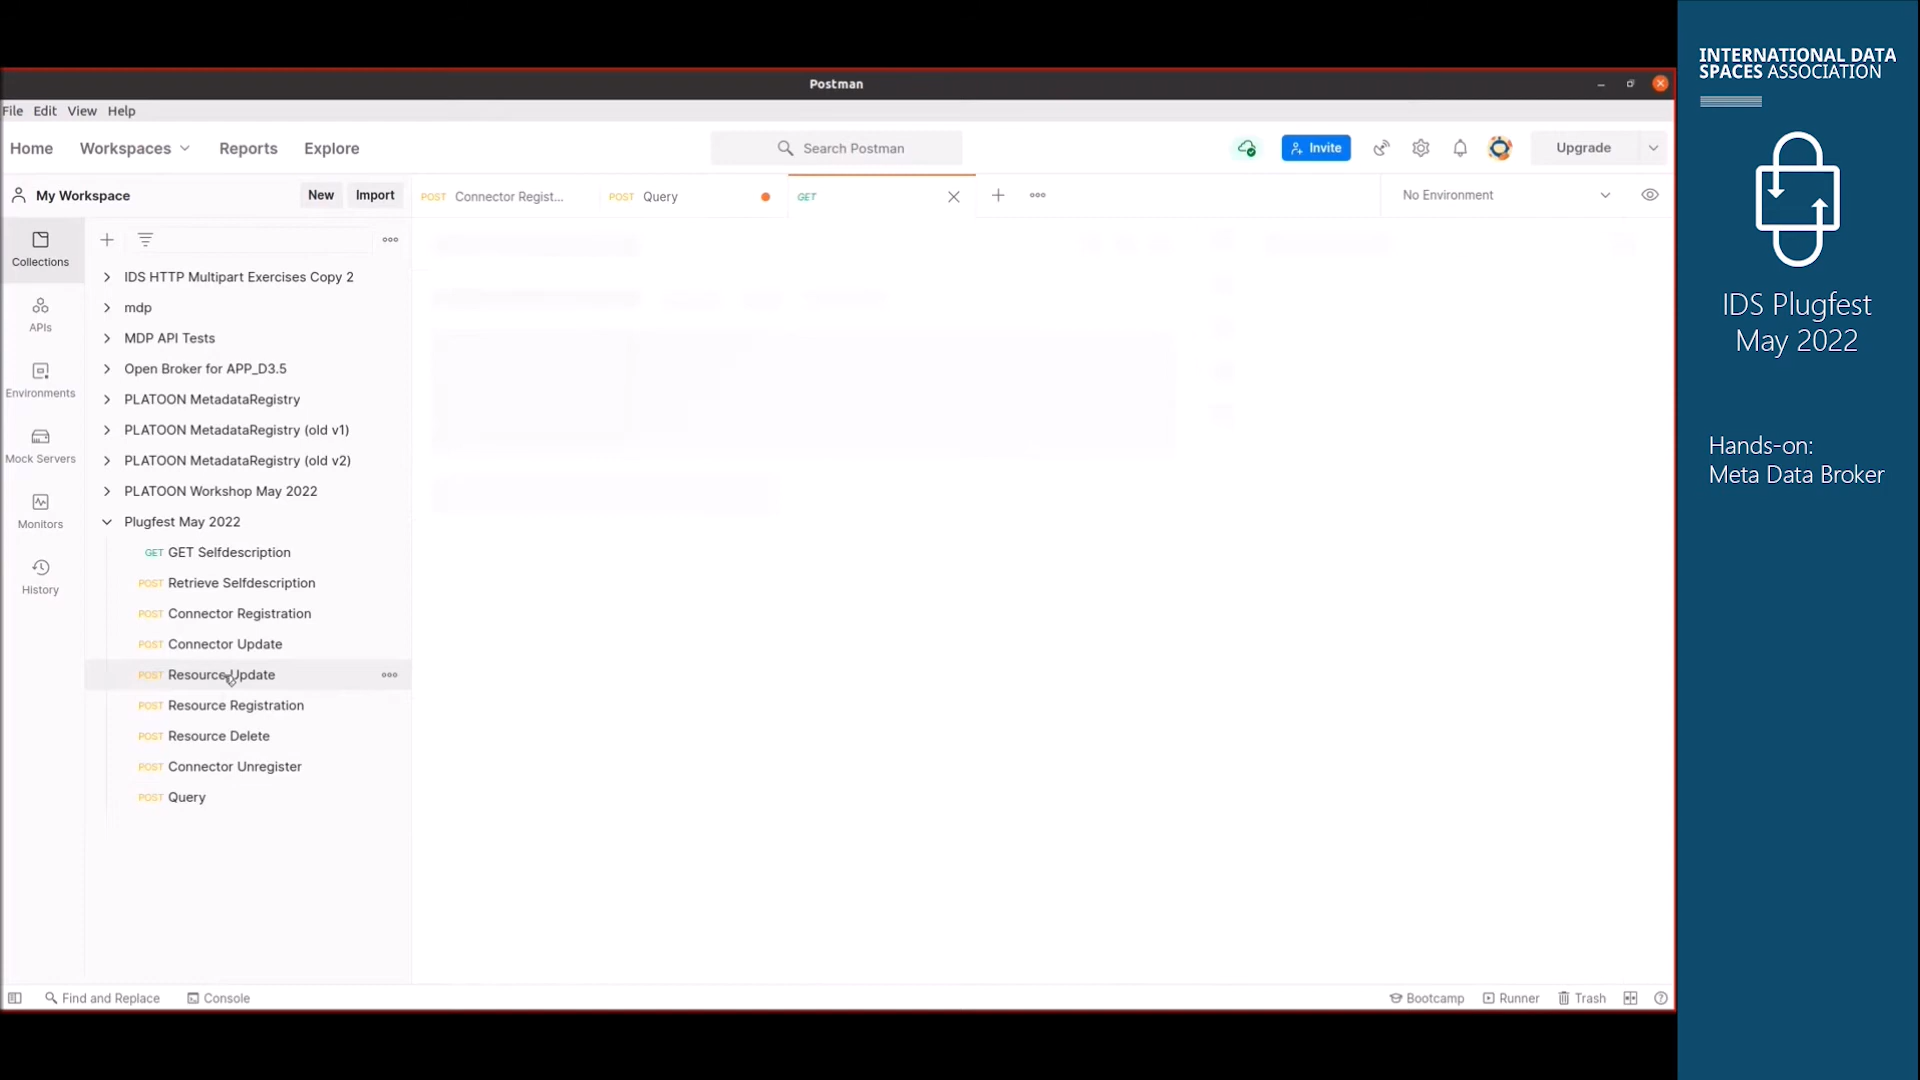 Postman
File Edit View Help
Home Workspaces Reports Explore
Search Postman
Invite
Upgrade
My Workspace
New Import
POST Connector Regist...
POST Query
GET
No Environment
Collections
APIs
Environments
Mock Servers
Monitors
History
IDS HTTP Multipart Exercises Copy 2
mdp
MDP API Tests
Open Broker for APP_D3.5
PLATOON MetadataRegistry
PLATOON MetadataRegistry (old v1)
PLATOON MetadataRegistry (old v2)
PLATOON Workshop May 2022
Plugfest May 2022
GET GET Selfdescription
POST Retrieve Selfdescription
POST Connector Registration
POST Connector Update
POST Resource Update
POST Resource Registration
POST Resource Delete
POST Connector Unregister
POST Query
Find and Replace
Console
Bootcamp
Runner
Trash
INTERNATIONAL DATA
SPACES ASSOCIATION
IDS Plugfest
May 2022
Hands-on:
Meta Data Broker